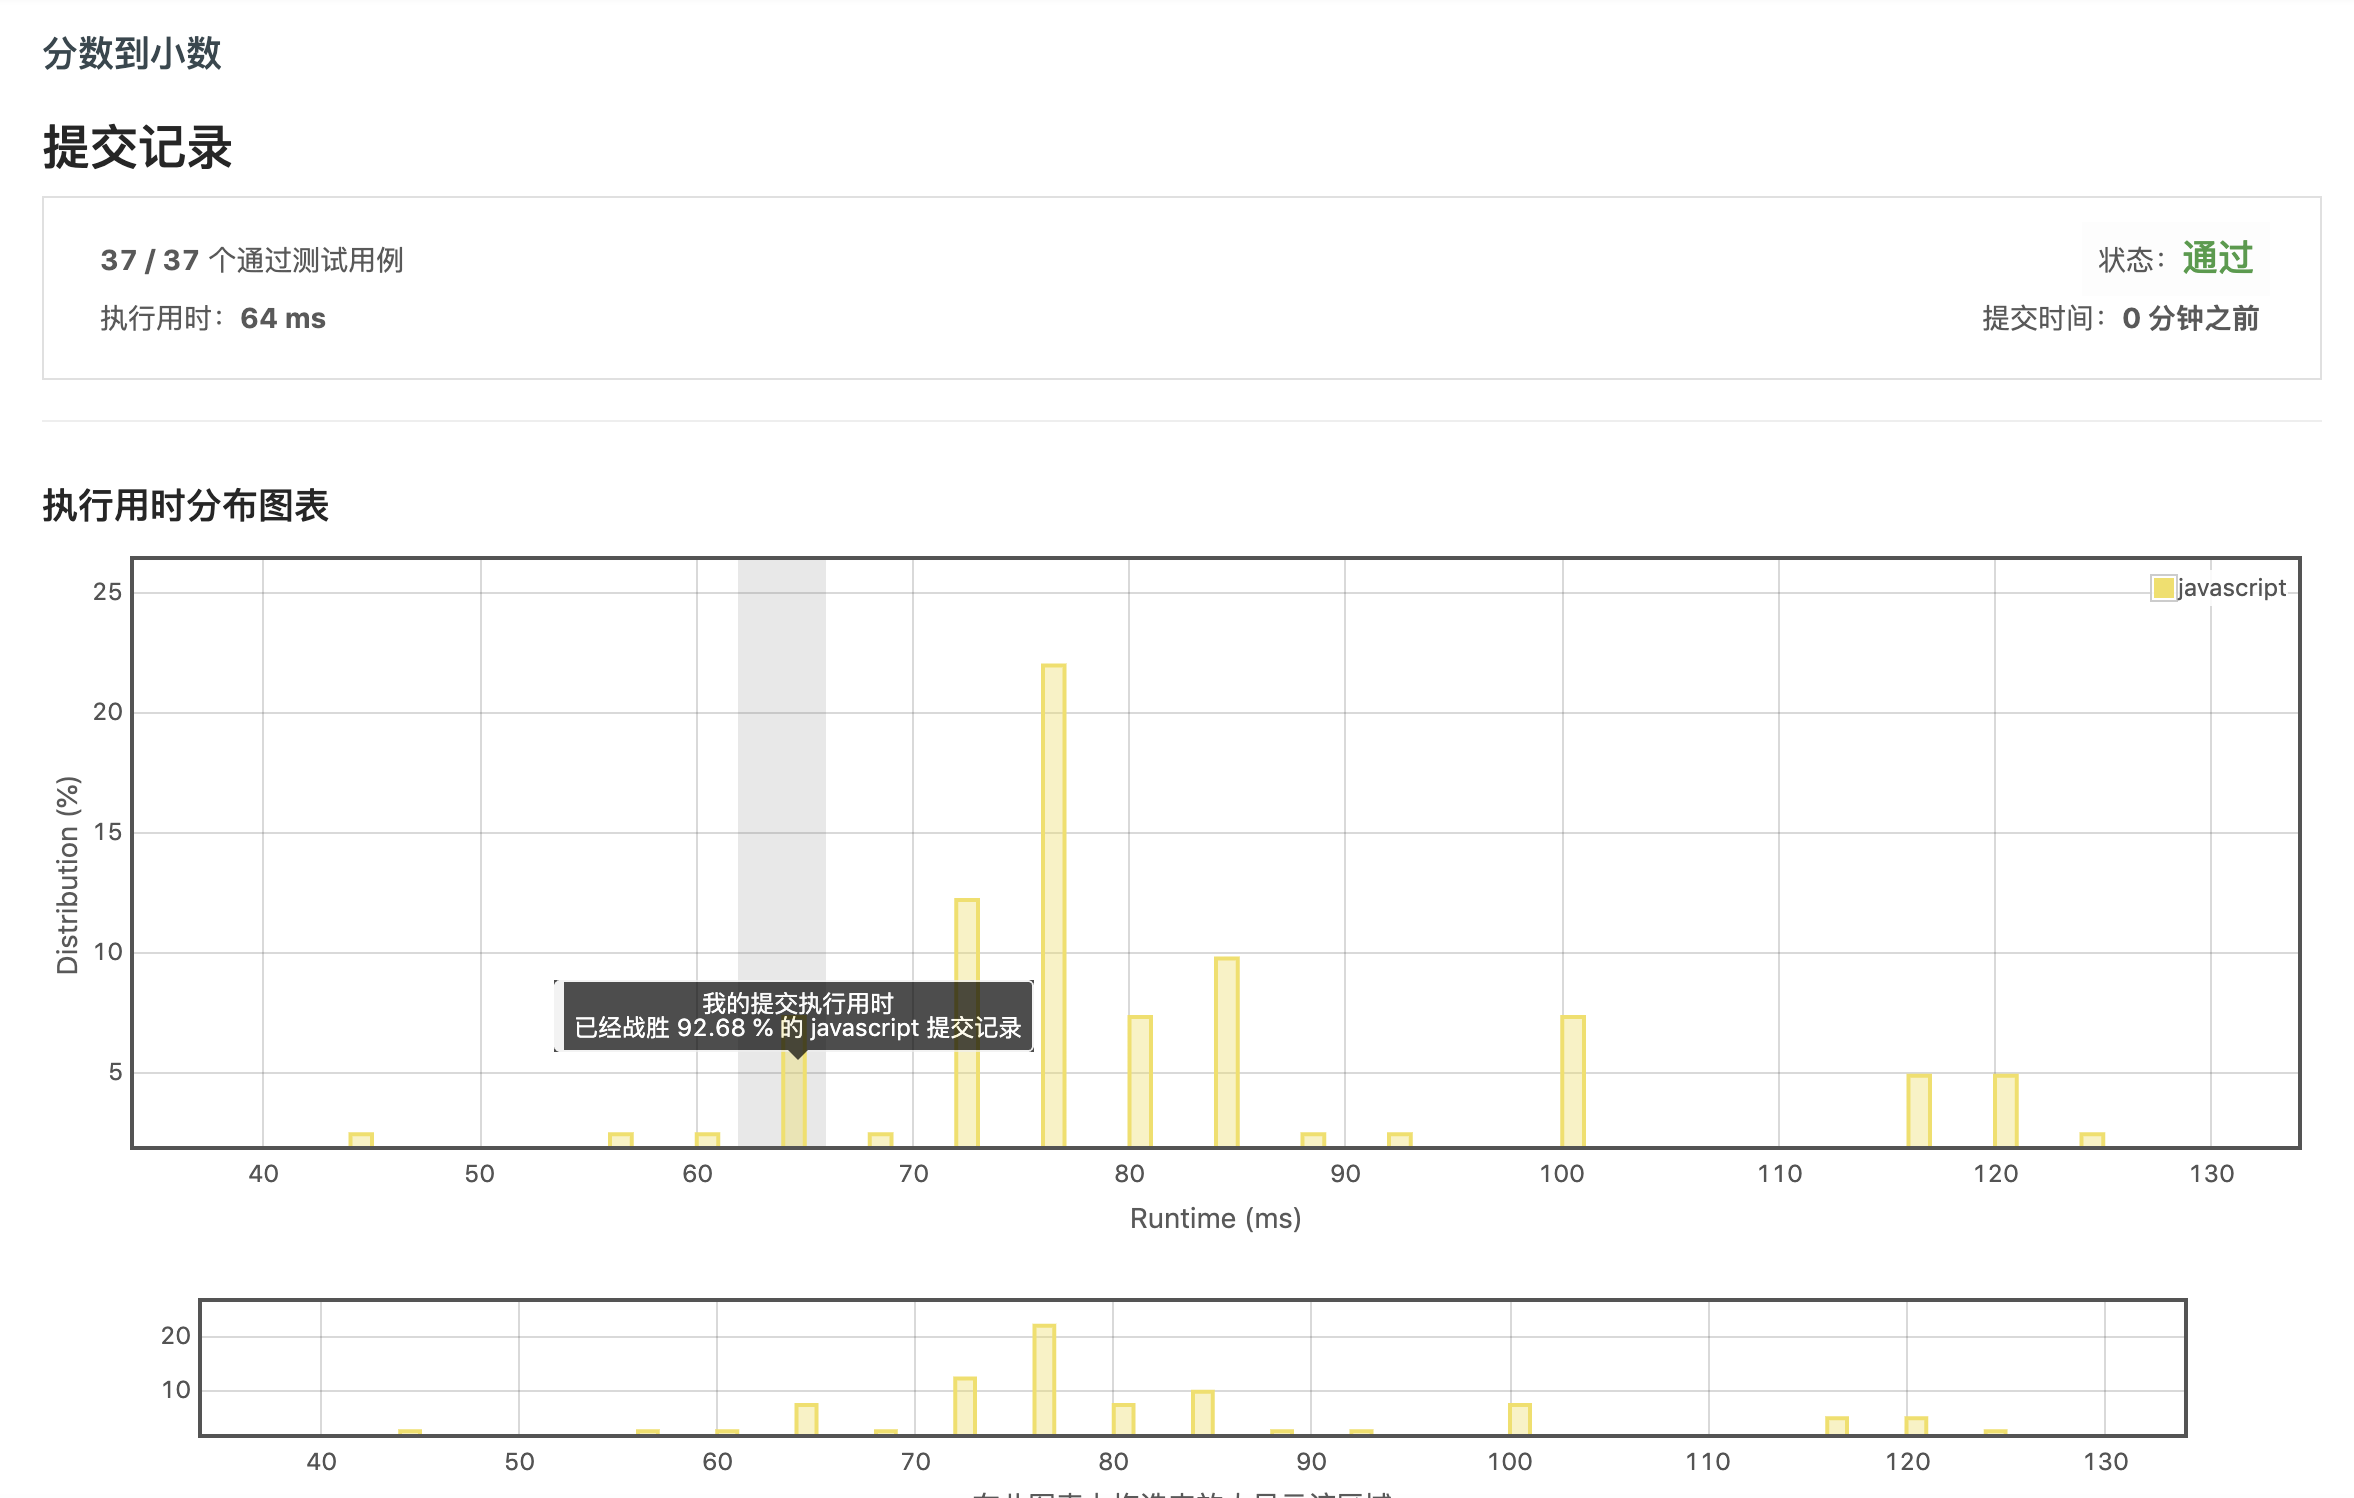 分数到小数
提交记录
37 / 37 个通过测试用例
状态：通过
执行用时：64 ms
提交时间：0 分钟之前
执行用时分布图表
javascript
25
20
15
10
5
Distribution (%)
我的提交执行用时
已经战胜 92.68 % 的 javascript 提交记录
40 50 60 70 80 90 100 110 120 130
Runtime (ms)
20
10
40 50 60 70 80 90 100 110 120 130